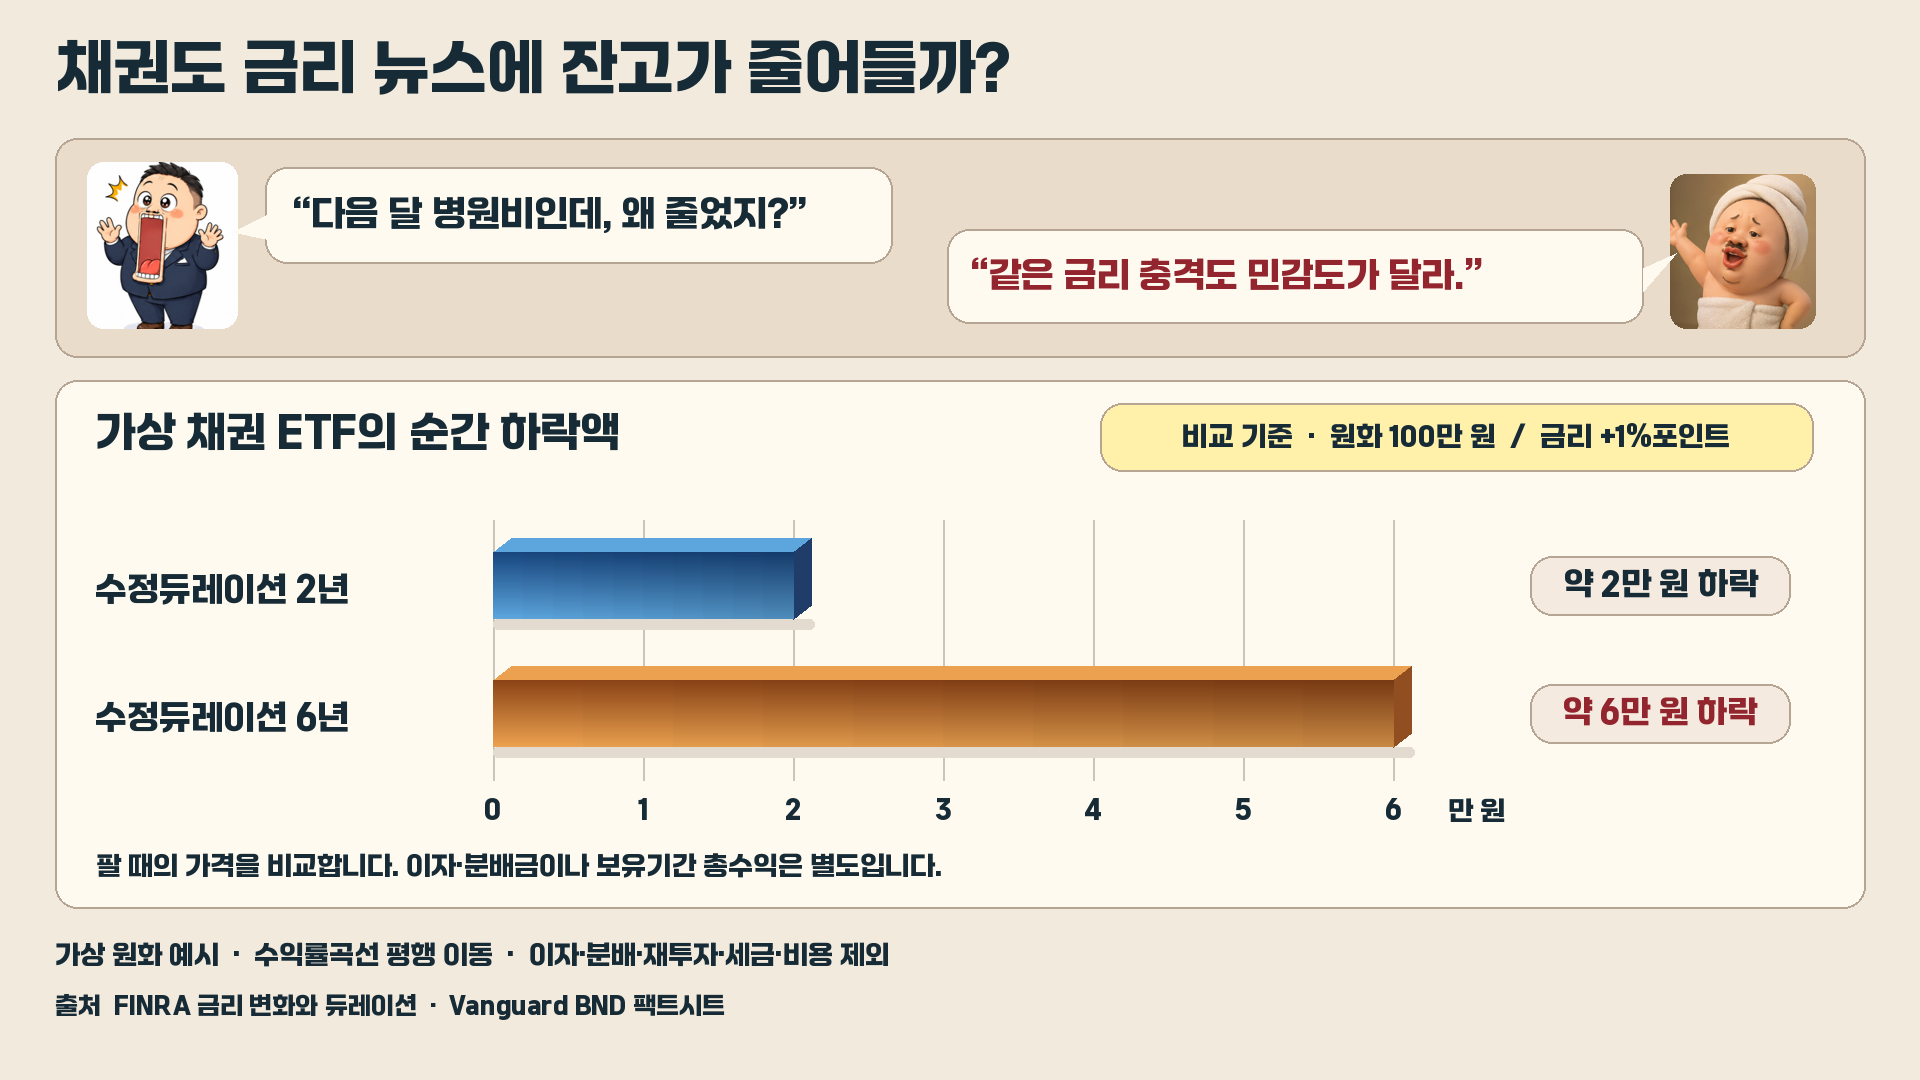 채권도 금리 뉴스에 잔고가 줄어들까?
“다음 달 병원비인데, 왜 줄었지?”
“같은 금리 충격도 민감도가 달라.”
가상 채권 ETF의 순간 하락액
비교 기준 · 원화 100만 원 / 금리 +1%포인트
수정듀레이션 2년
약 2만 원 하락
수정듀레이션 6년
약 6만 원 하락
0 1 2 3 4 5 6 만 원
팔 때의 가격을 비교합니다. 이자·분배금이나 보유기간 총수익은 별도입니다.
가상 원화 예시 · 수익률곡선 평행 이동 · 이자·분배·재투자·세금·비용 제외
출처 FINRA 금리 변화와 듀레이션 · Vanguard BND 팩트시트